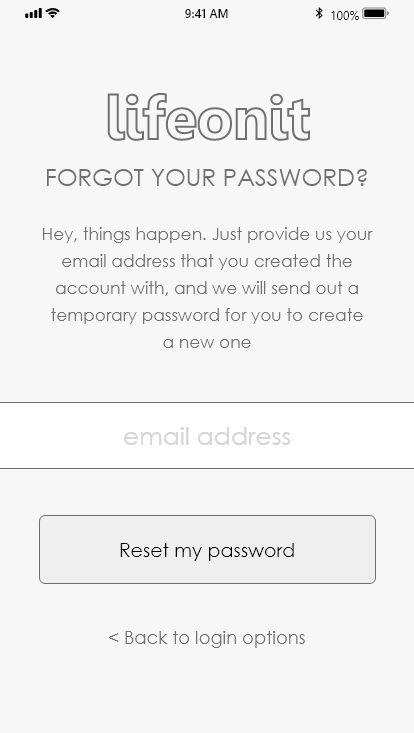 9:41 AM
100%
lifeonit
FORGOT YOUR PASSWORD?
Hey, things happen. Just provide us your
email address that you created the
account with, and we will send out a
temporary password for you to create
a new one
email address
Reset my password
< Back to login options